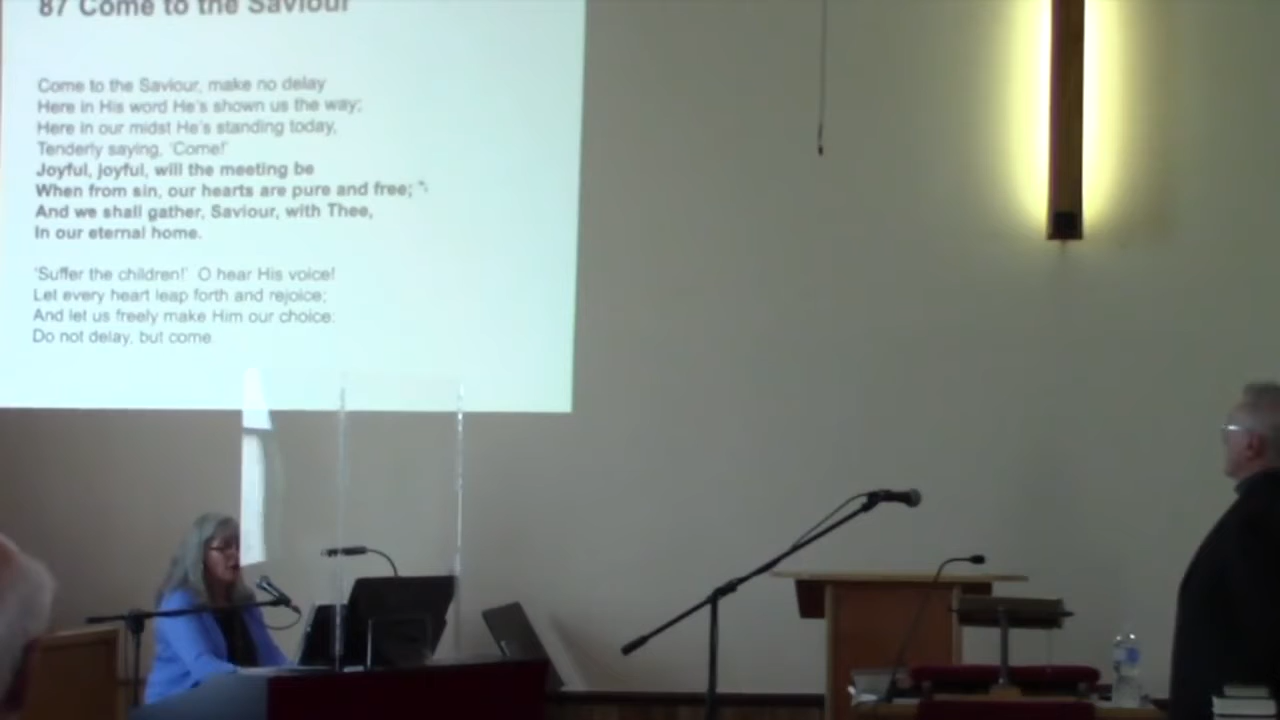 87 Come to the Saviour
Come to the Saviour, make no delay
Here in His word He's shown us the way;
Here in our midst He's standing today,
Tenderly saying, 'Come!'
Joyful, joyful, will the meeting be
When from sin, our hearts are pure and free;
And we shall gather, Saviour, with Thee,
In our eternal home.
'Suffer the children!' O hear His voice!
Let every heart leap forth and rejoice;
And let us freely make Him our choice:
Do not delay, but come